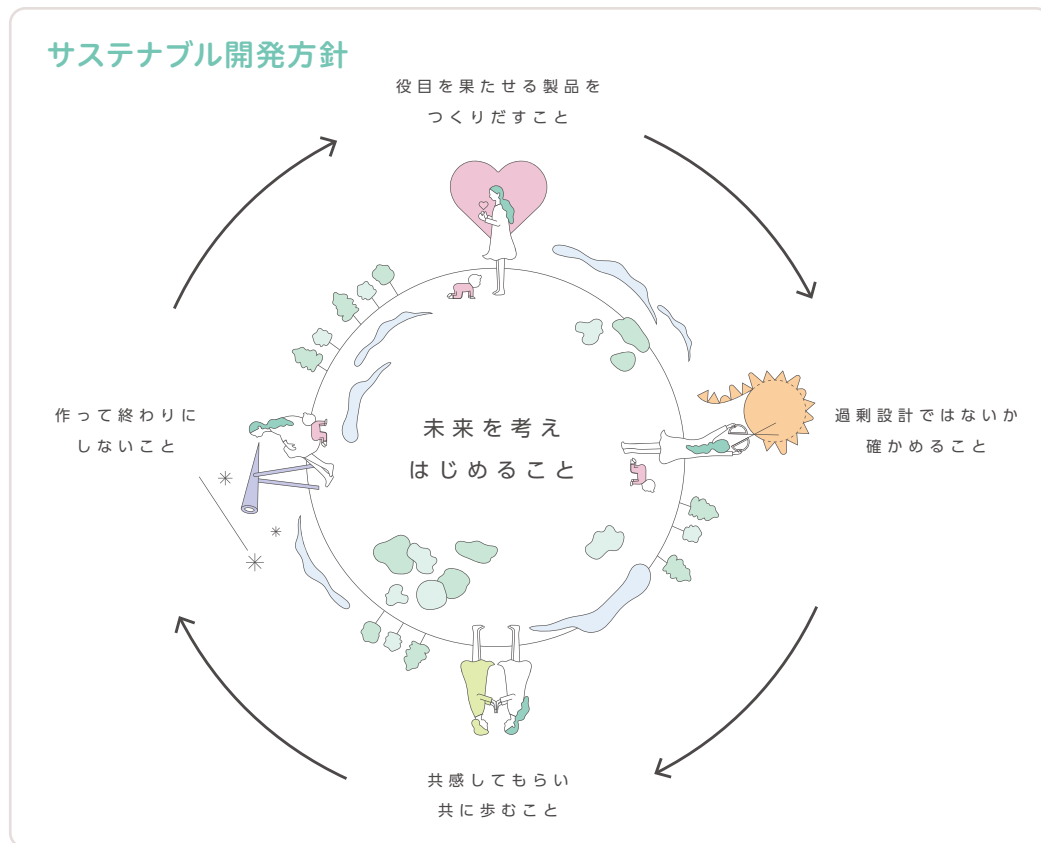 サステナブル開発方針
役目を果たせる製品を
つくりだすこと
作って終わりに
しないこと
未来を考え
はじめること
過剰設計ではないか
確かめること
共感してもらい
共に歩むこと